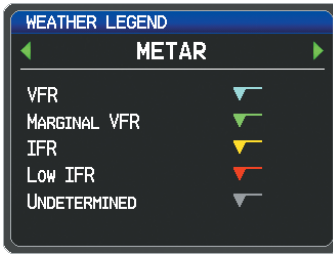 WEATHER LEGEND
METAR
VFR
MARGINAL VFR
IFR
LOW IFR
UNDETERMINED